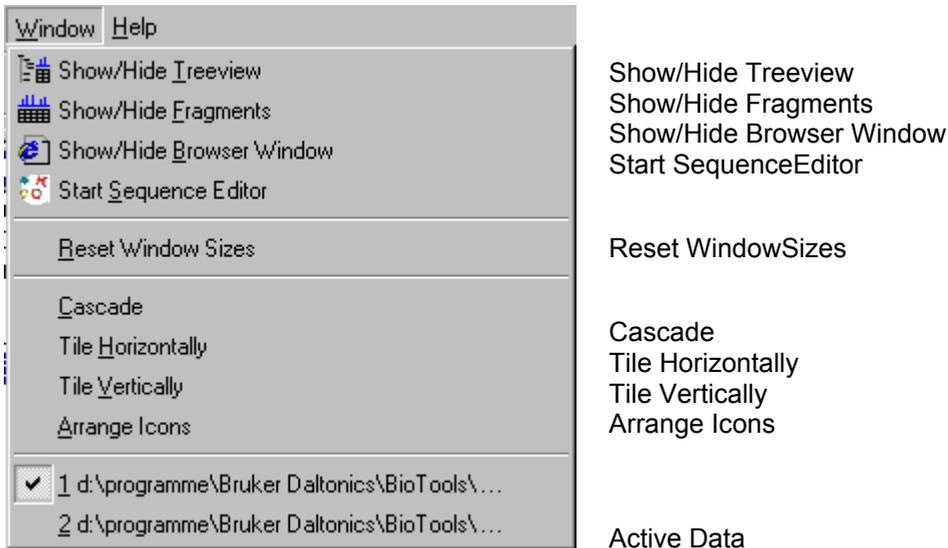 Window Help
Show/Hide Treeview
Show/Hide Fragments
Show/Hide Browser Window
Start Sequence Editor
Reset Window Sizes
Cascade
Tile Horizontally
Tile Vertically
Arrange Icons
1 d:\programme\Bruker Daltonics\BioTools\...
2 d:\programme\Bruker Daltonics\BioTools\...
Show/Hide Treeview
Show/Hide Fragments
Show/Hide Browser Window
Start SequenceEditor
Reset WindowSizes
Cascade
Tile Horizontally
Tile Vertically
Arrange Icons
Active Data